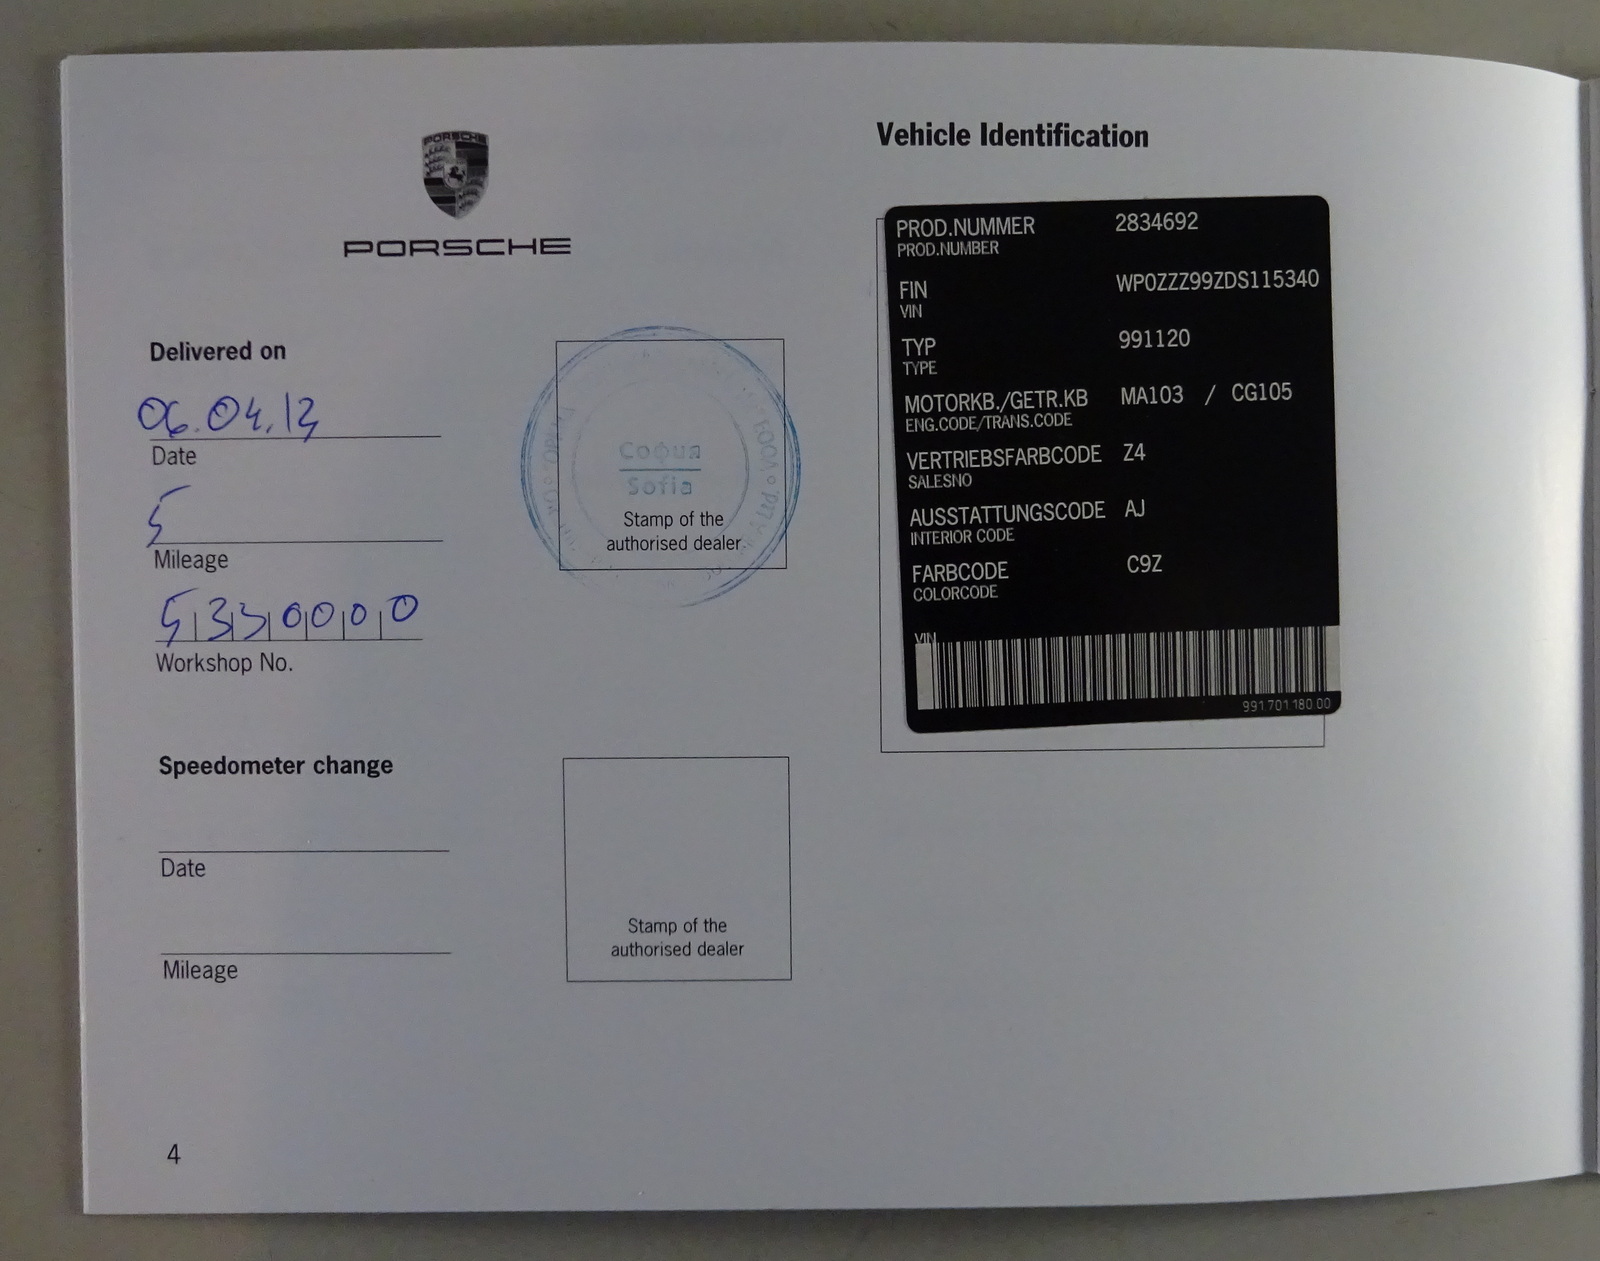 PORSCHE
PORSCHE
Delivered on
06.04.13
Date
5
Mileage
5330000
Workshop No.
София
Sofia
Stamp of the
authorised dealer
Speedometer change
Date
Mileage
Stamp of the
authorised dealer
4
Vehicle Identification
PROD.NUMMER 2834692
PROD.NUMBER
FIN WP0ZZZ99ZDS115340
VIN
TYP 991120
TYPE
MOTORKB./GETR.KB MA103 / CG105
ENG.CODE/TRANS.CODE
VERTRIEBSFARBCODE Z4
SALESNO
AUSSTATTUNGSCODE AJ
INTERIOR CODE
FARBCODE C9Z
COLORCODE
VIN
991.701.180.00